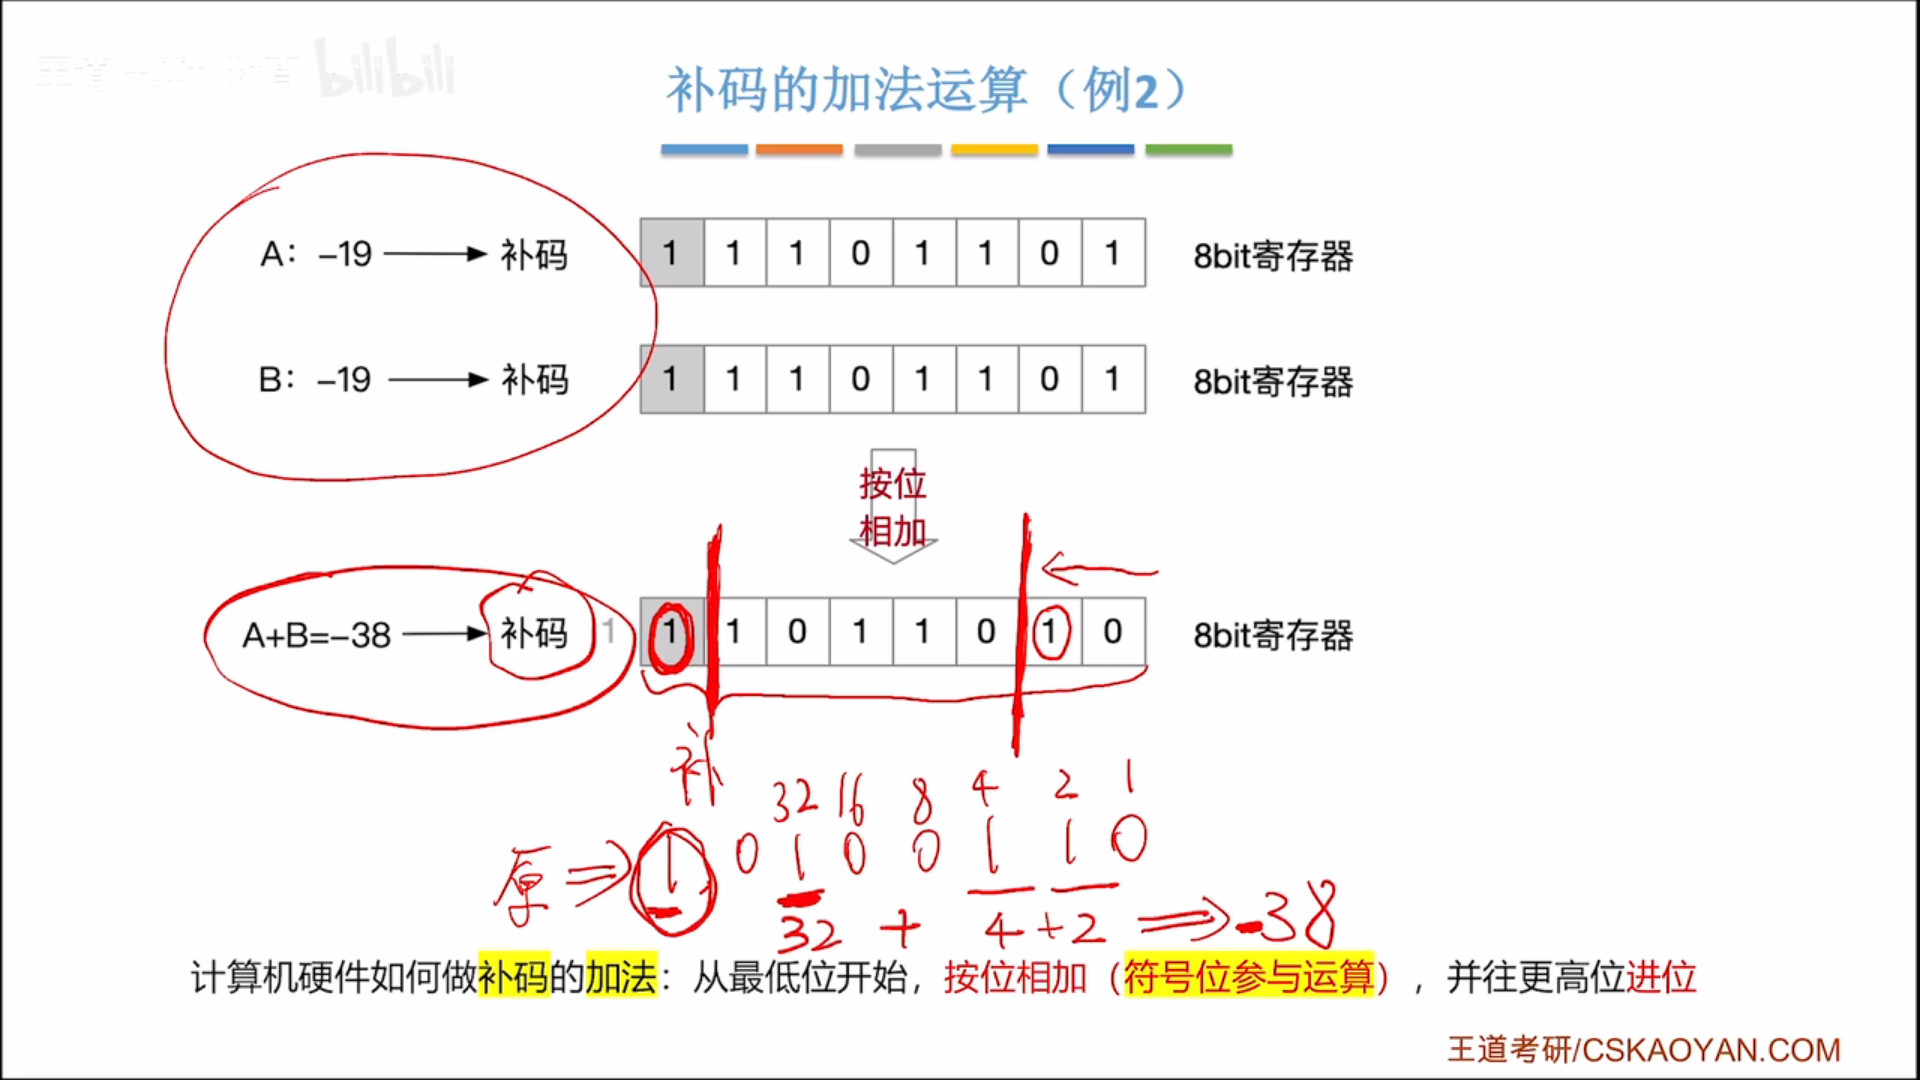 bilibili
补码的加法运算（例2）
A：-19 补码 1 1 1 0 1 1 0 1 8bit寄存器
B：-19 补码 1 1 1 0 1 1 0 1 8bit寄存器
按位
相加
A+B=-38 补码 1 1 1 0 1 1 0 1 0 8bit寄存器
补
32 16 8 4 2 1
原⇒ 1 0 1 0 0 1 1 0
32 + 4+2 ⇒ -38
计算机硬件如何做补码的加法：从最低位开始，按位相加（符号位参与运算），并往更高位进位
王道考研/CSKAOYAN.COM